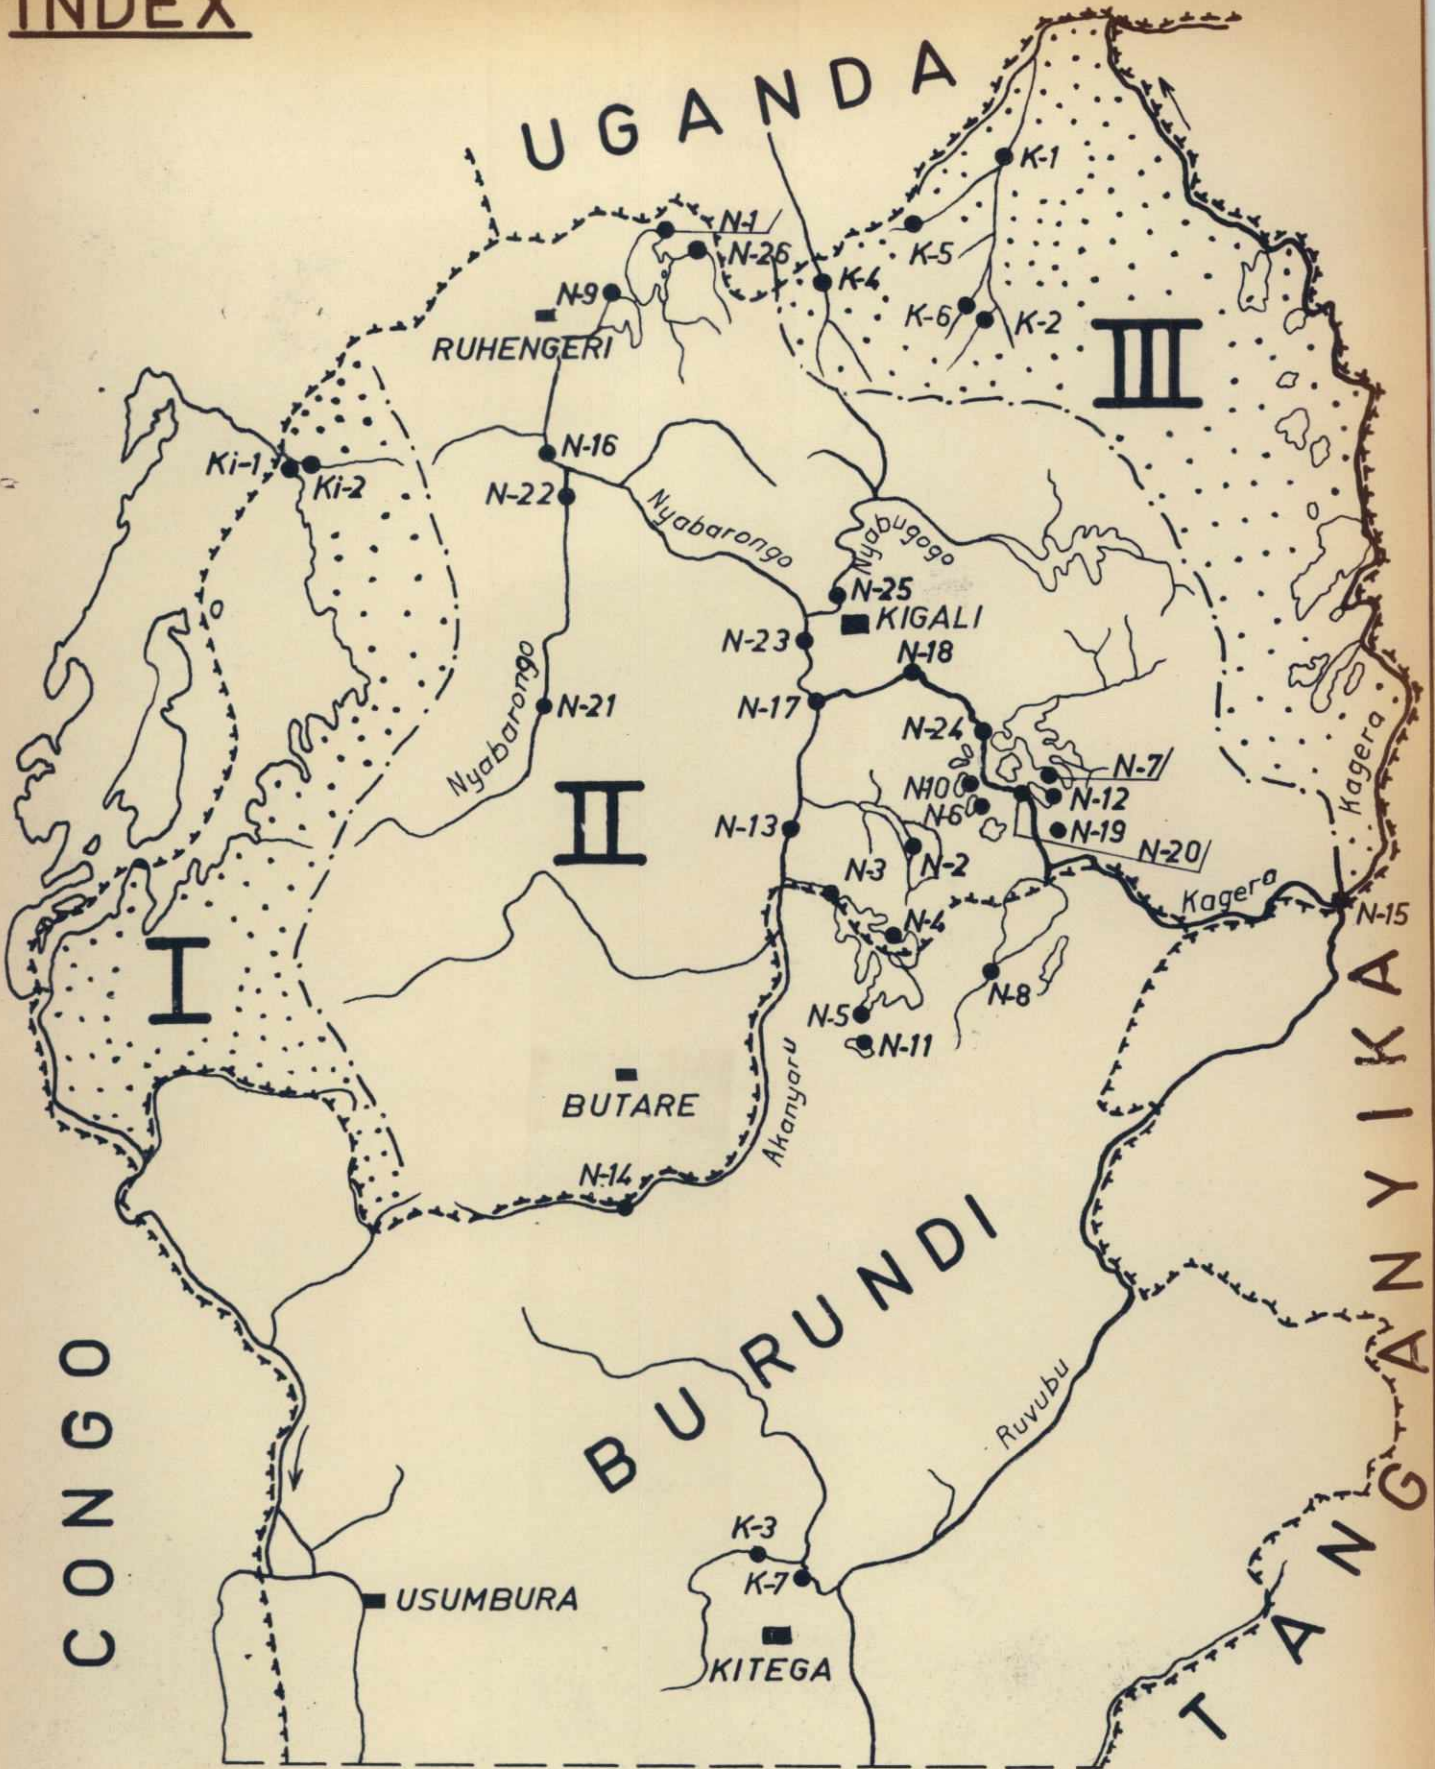 INDEX
UGANDA
K-1
N-1
K-5
N-26
K-4
N-9
K-6
K-2
RUHENGERI
III
N-16
Ki-1
Ki-2
N-22
Nyabarongo
Nyabugogo
N-25
KIGALI
N-23
N-18
Nyabarongo
N-21
N-17
N-24
Kagera
N-7
N-10
N-12
N-6
II
N-13
N-19
N-20
N-3
N-2
Kagera
N-15
N-4
I
N-8
N-5
N-11
Akanyaru
BUTARE
N-14
BURUNDI
TANGANYIKA
CONGO
Ruvubu
K-3
K-7
USUMBURA
KITEGA